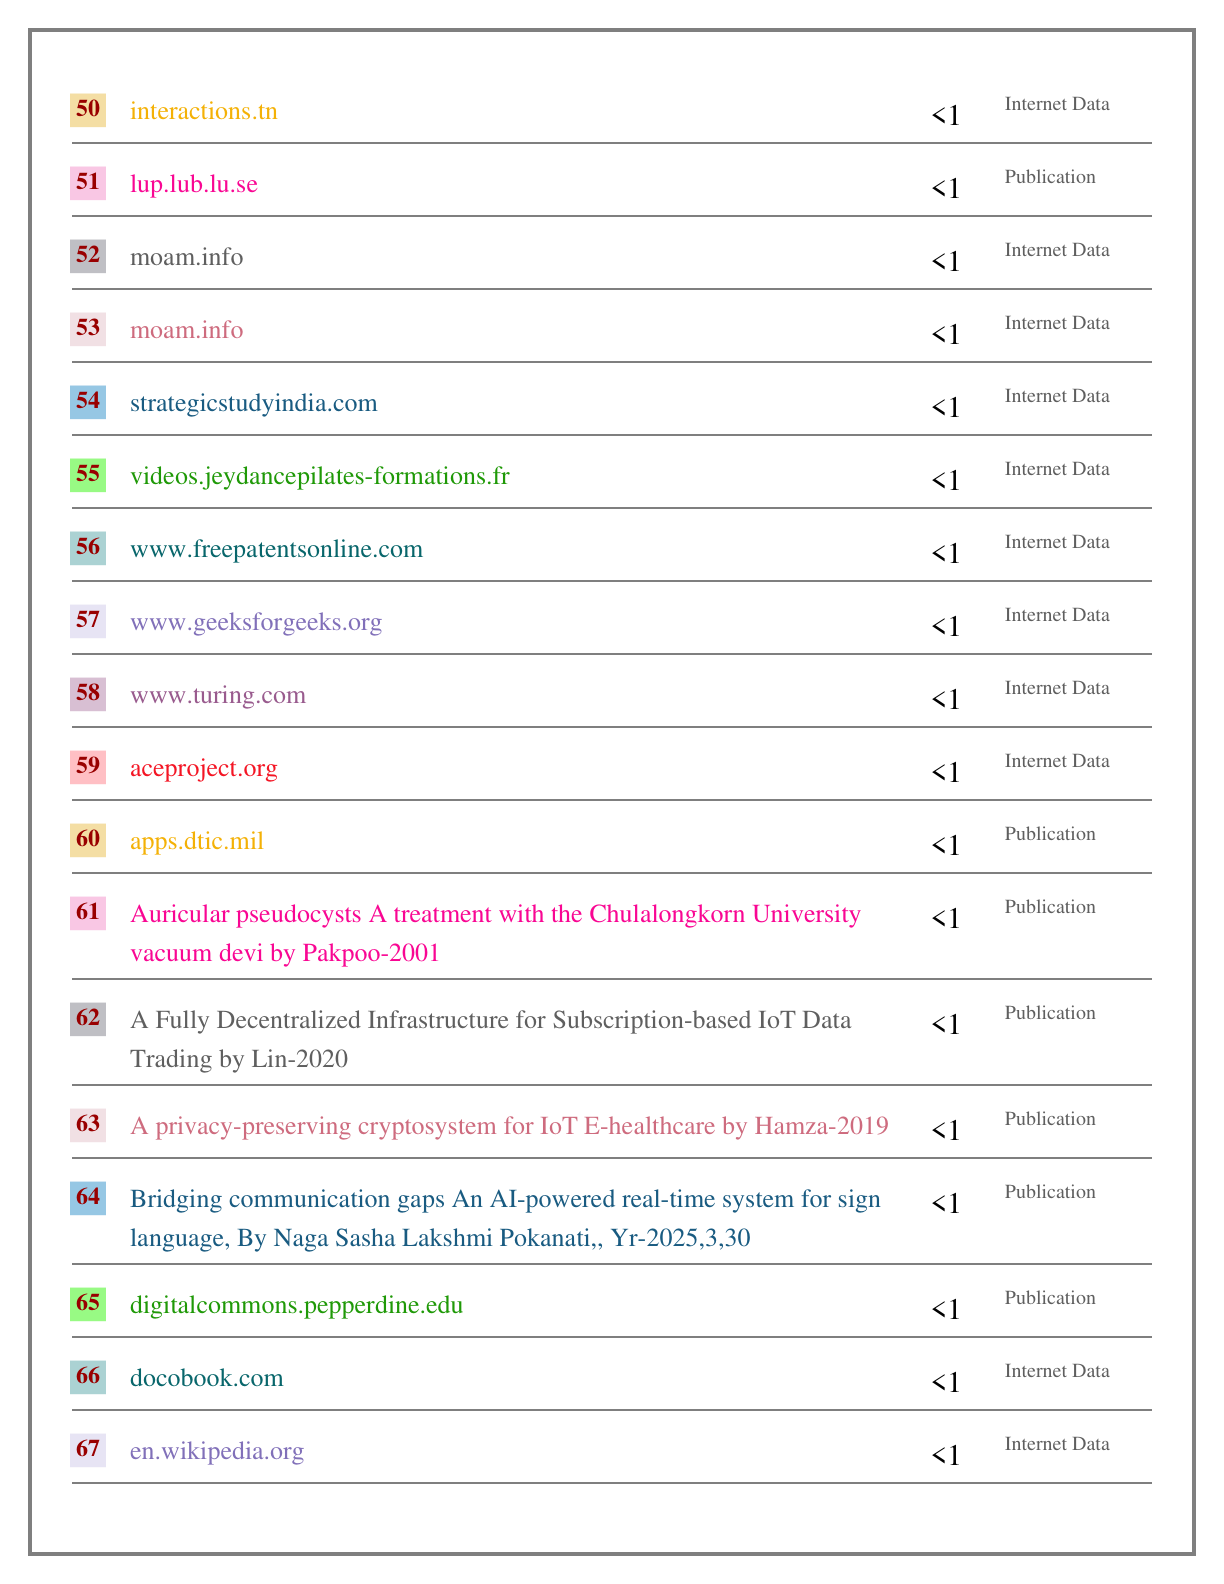 50 interactions.tn <1 Internet Data
51 lup.lub.lu.se <1 Publication
52 moam.info <1 Internet Data
53 moam.info <1 Internet Data
54 strategicstudyindia.com <1 Internet Data
55 videos.jeydancepilates-formations.fr <1 Internet Data
56 www.freepatentsonline.com <1 Internet Data
57 www.geeksforgeeks.org <1 Internet Data
58 www.turing.com <1 Internet Data
59 aceproject.org <1 Internet Data
60 apps.dtic.mil <1 Publication
61 Auricular pseudocysts A treatment with the Chulalongkorn University <1 Publication
vacuum devi by Pakpoo-2001
62 A Fully Decentralized Infrastructure for Subscription-based IoT Data <1 Publication
Trading by Lin-2020
63 A privacy-preserving cryptosystem for IoT E-healthcare by Hamza-2019 <1 Publication
64 Bridging communication gaps An AI-powered real-time system for sign <1 Publication
language, By Naga Sasha Lakshmi Pokanati,, Yr-2025,3,30
65 digitalcommons.pepperdine.edu <1 Publication
66 docobook.com <1 Internet Data
67 en.wikipedia.org <1 Internet Data